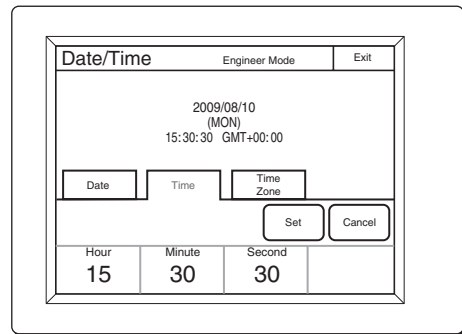 Date/Time Engineer Mode Exit
2009/08/10
(MON)
15:30:30 GMT+00:00
Date Time Time
Zone
Set Cancel
Hour Minute Second
15 30 30